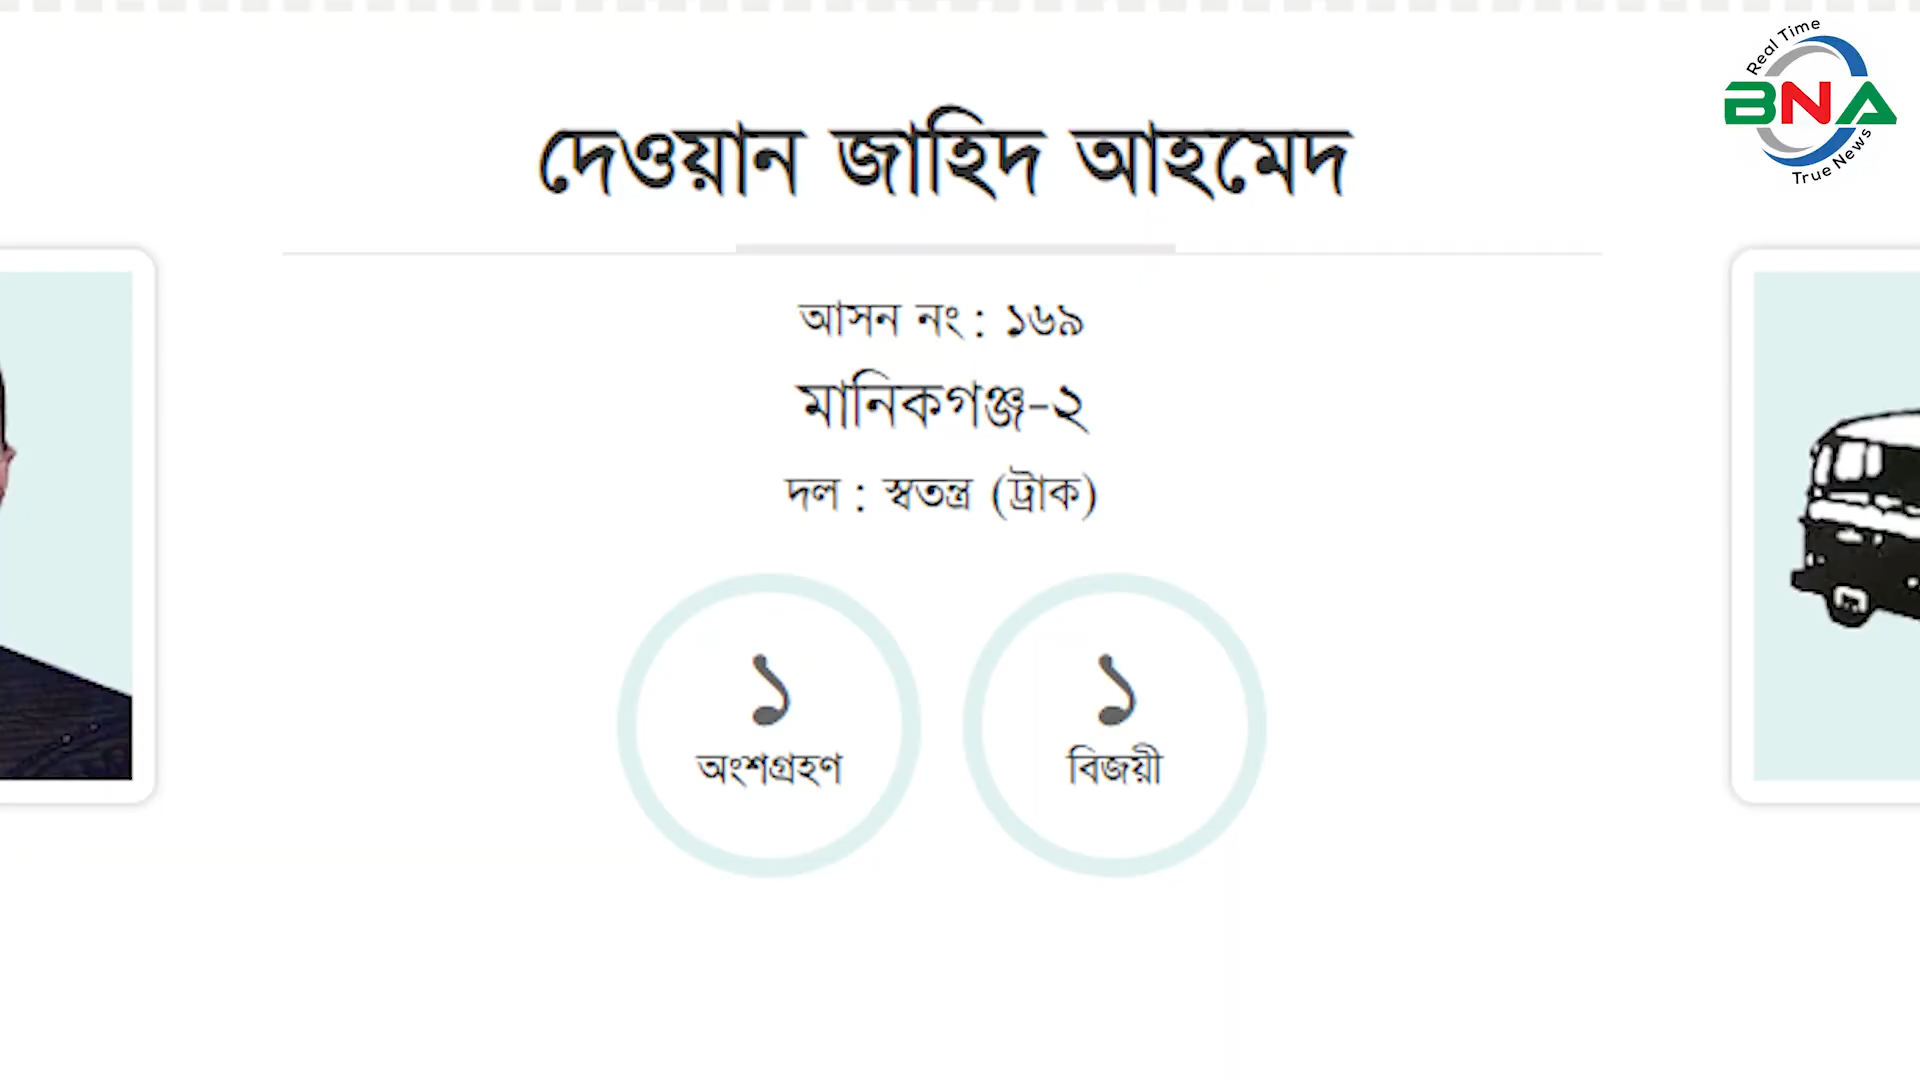 Real Time
BNA
True News
দেওয়ান জাহিদ আহমেদ
আসন নং : ১৬৯
মানিকগঞ্জ-২
দল : স্বতন্ত্র (ট্রাক)
১
অংশগ্রহণ
১
বিজয়ী